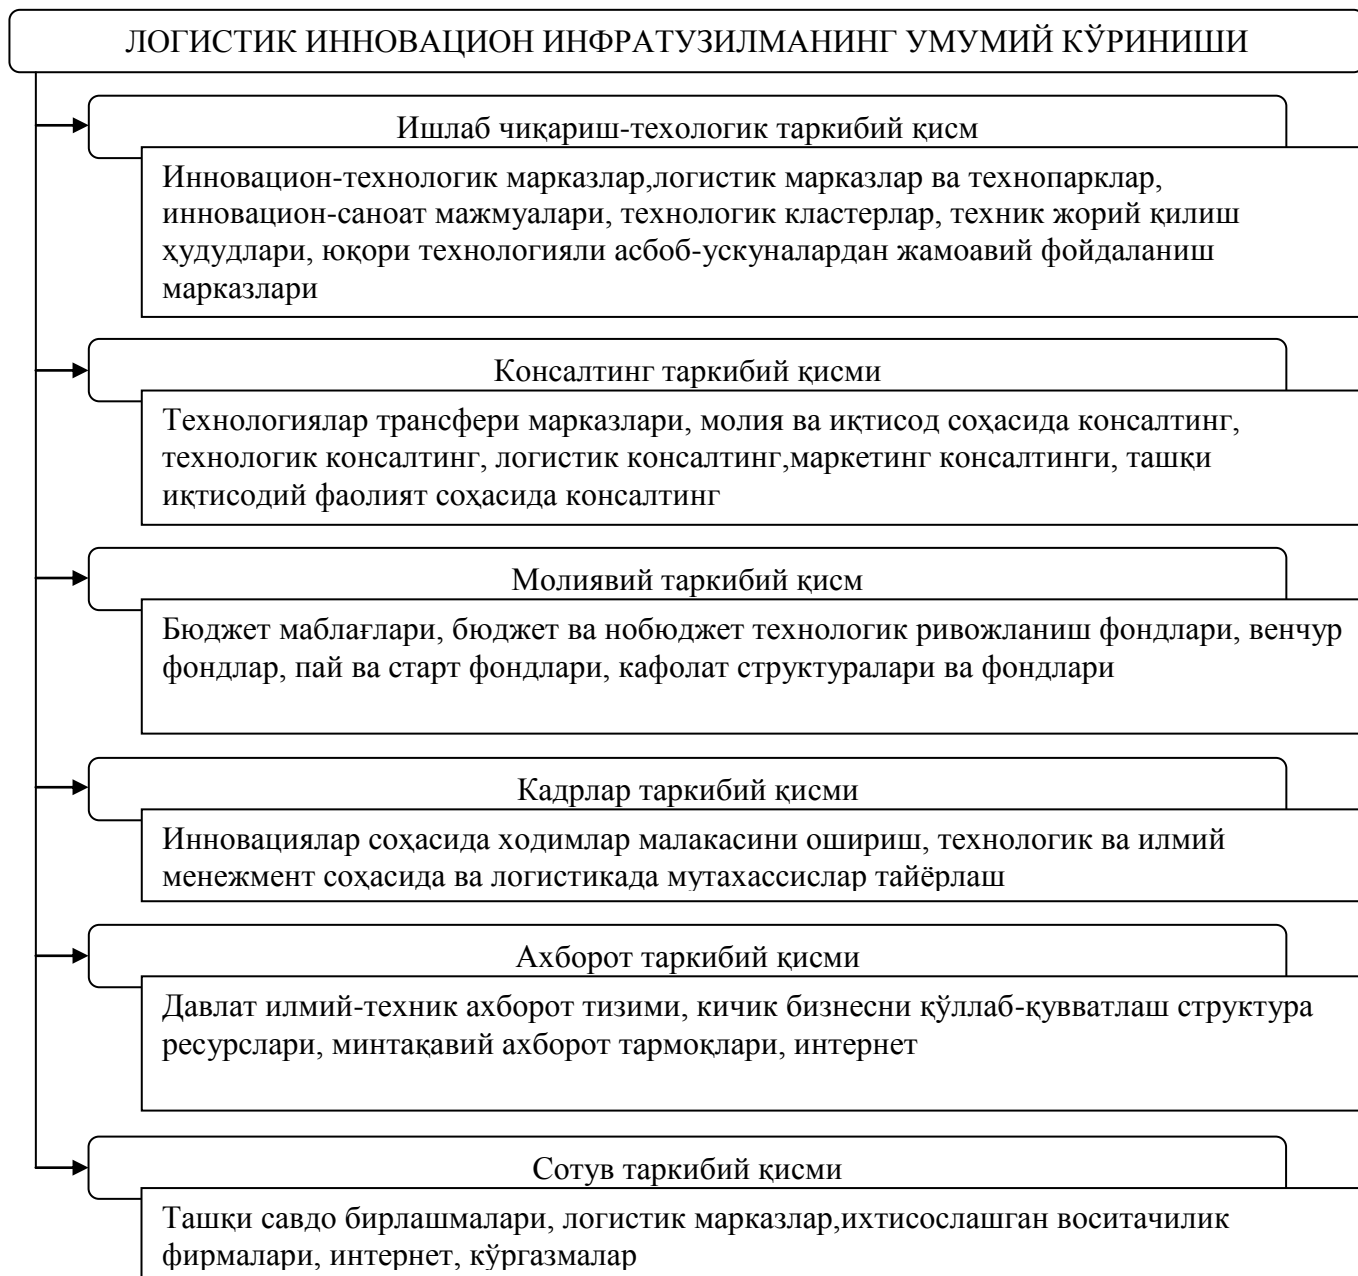 ЛОГИСТИК ИННОВАЦИОН ИНФРАТУЗИЛМАНИНГ УМУМИЙ КЎРИНИШИ
Ишлаб чиқариш-техологик таркибий қисм
Инновацион-технологик марказлар,логистик марказлар ва технопарклар,
инновацион-саноат мажмуалари, технологик кластерлар, техник жорий қилиш
ҳудудлари, юқори технологияли асбоб-ускуналардан жамоавий фойдаланиш
марказлари
Консалтинг таркибий қисми
Технологиялар трансфери марказлари, молия ва иқтисод соҳасида консалтинг,
технологик консалтинг, логистик консалтинг,маркетинг консалтинги, ташқи
иқтисодий фаолият соҳасида консалтинг
Молиявий таркибий қисм
Бюджет маблағлари, бюджет ва нобюджет технологик ривожланиш фондлари, венчур
фондлар, пай ва старт фондлари, кафолат структуралари ва фондлари
Кадрлар таркибий қисми
Инновациялар соҳасида ходимлар малакасини ошириш, технологик ва илмий
менежмент соҳасида ва логистикада мутахассислар тайёрлаш
Ахборот таркибий қисми
Давлат илмий-техник ахборот тизими, кичик бизнесни қўллаб-қувватлаш структура
ресурслари, минтақавий ахборот тармоқлари, интернет
Сотув таркибий қисми
Ташқи савдо бирлашмалари, логистик марказлар,ихтисослашган воситачилик
фирмалари, интернет, кўргазмалар